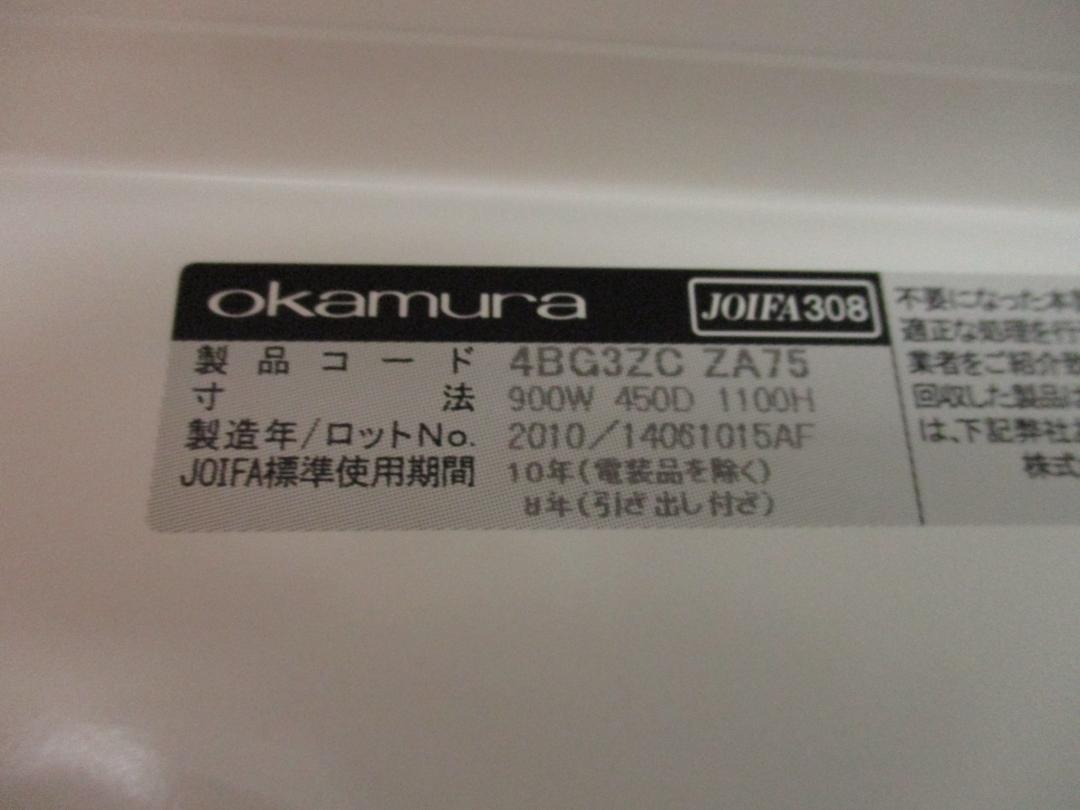 okamura
JOIFA308
製品コード 4BG3ZC ZA75
寸法 900W 450D 1100H
製造年/ロットNo. 2010/14061015AF
JOIFA標準使用期間 10年(電装品を除く)
8年(引き出し付き)
不要になった本
適正な処理を行
業者をご紹介致
回収した製品は
は、下記弊社
株式